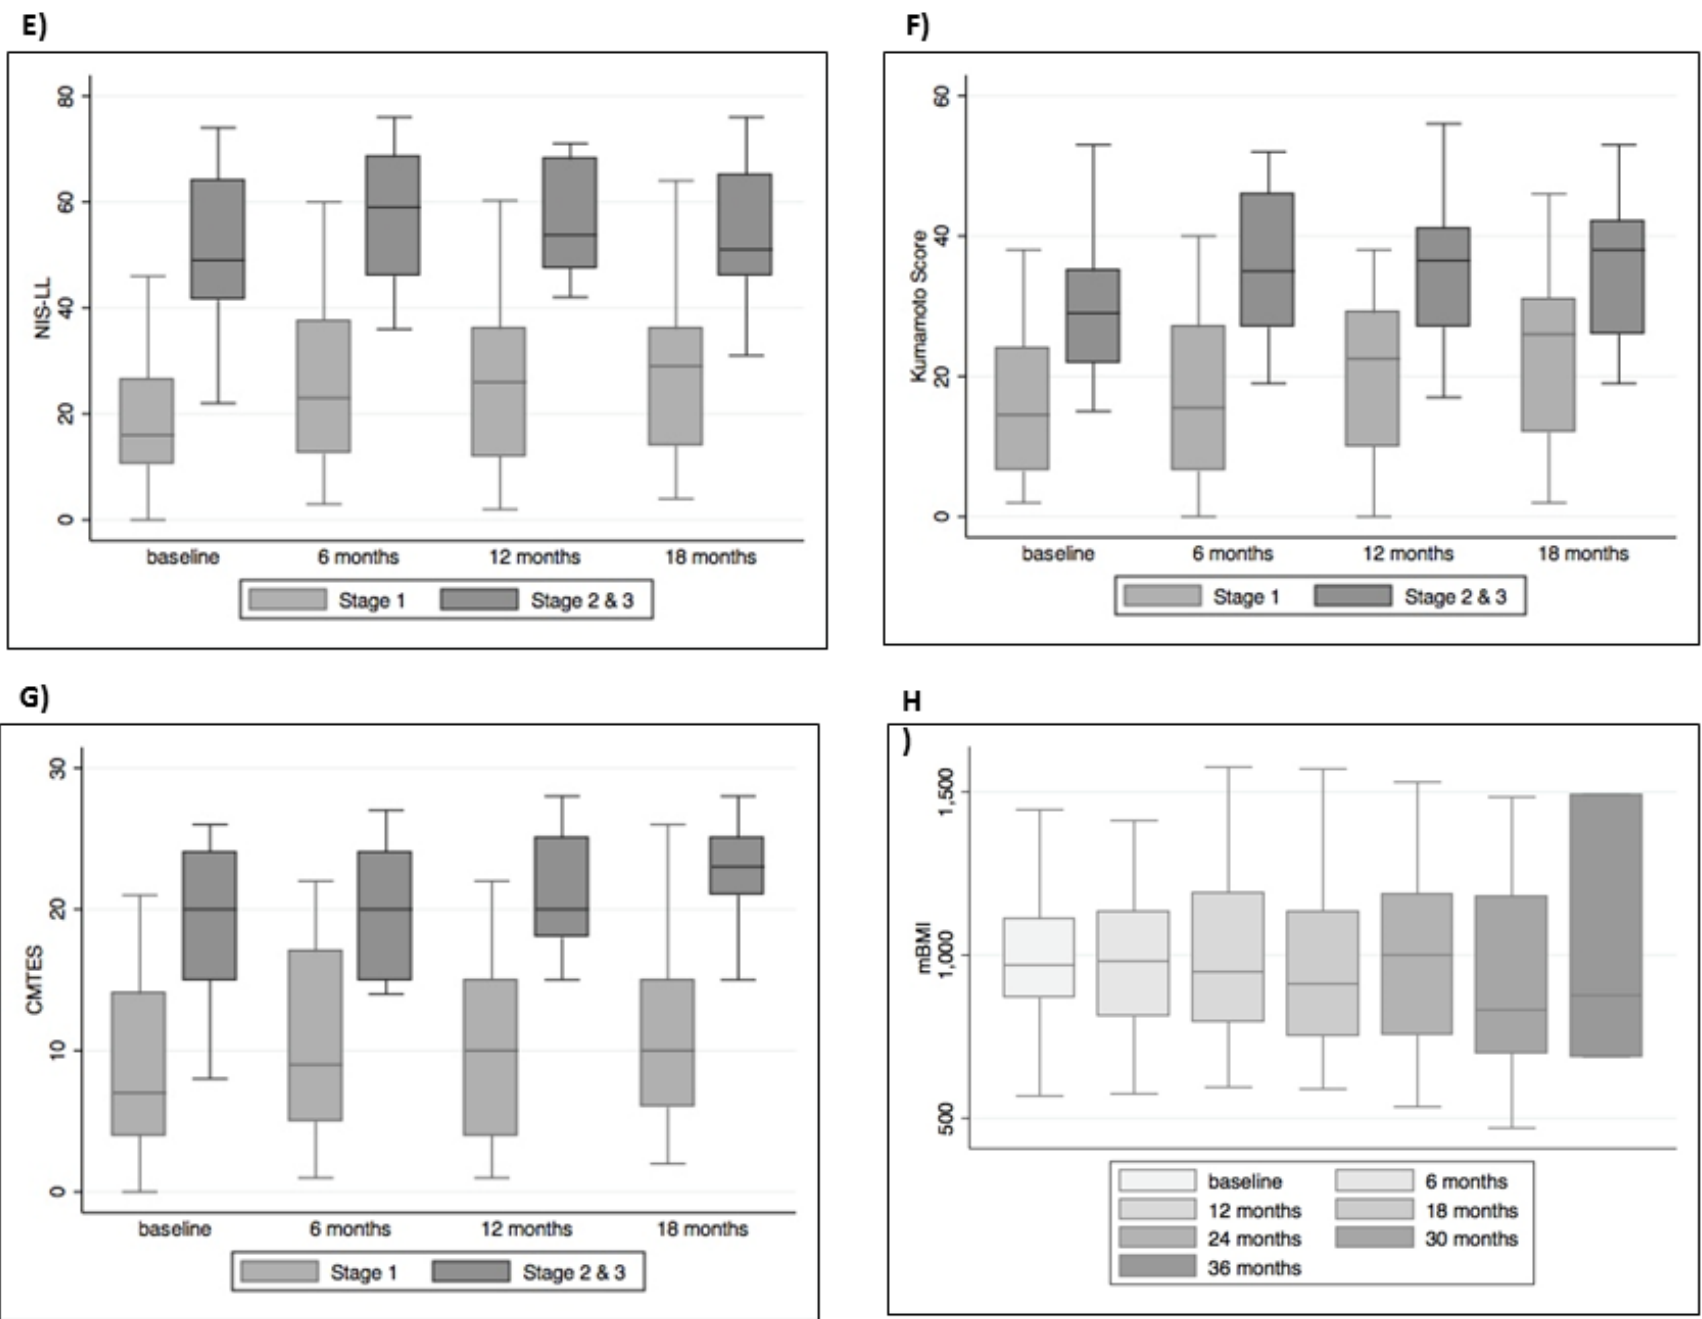 E)
80
60
40
20
0
NIS-LL
baseline 6 months 12 months 18 months
Stage 1 Stage 2 & 3
F)
60
40
20
0
Kumamoto Score
baseline 6 months 12 months 18 months
Stage 1 Stage 2 & 3
G)
30
20
10
0
CMTES
baseline 6 months 12 months 18 months
Stage 1 Stage 2 & 3
H
)
1,500
1,000
500
mBMI
baseline 6 months
12 months 18 months
24 months 30 months
36 months